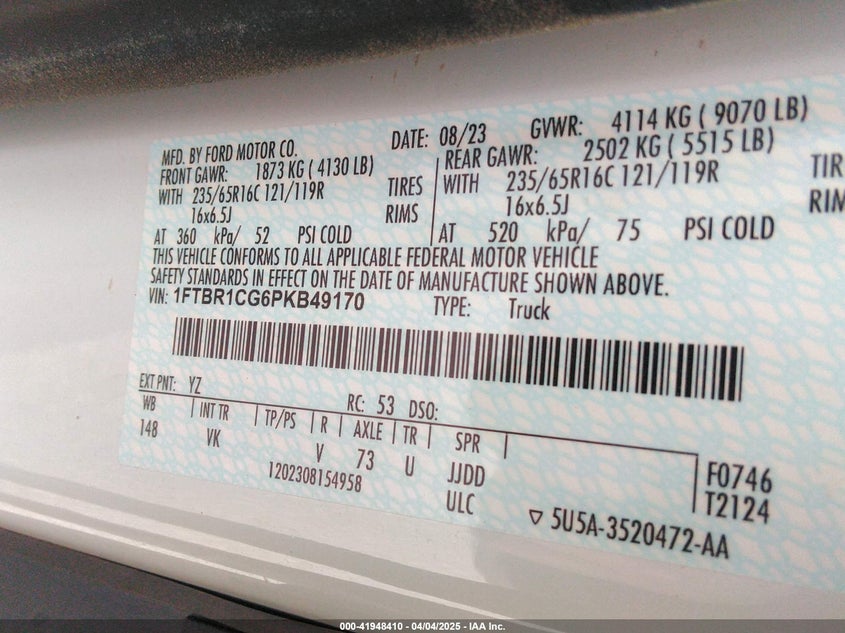 MFD. BY FORD MOTOR CO. DATE: 08/23 GVWR: 4114 KG ( 9070 LB)
FRONT GAWR: 1873 KG ( 4130 LB) REAR GAWR: 2502 KG ( 5515 LB)
WITH 235/65R16C 121/119R TIRES WITH 235/65R16C 121/119R TIR
16x6.5J RIMS 16x6.5J RIM
AT 360 kPa/ 52 PSI COLD AT 520 kPa/ 75 PSI COLD
THIS VEHICLE CONFORMS TO ALL APPLICABLE FEDERAL MOTOR VEHICLE
SAFETY STANDARDS IN EFFECT ON THE DATE OF MANUFACTURE SHOWN ABOVE.
VIN: 1FTBR1CG6PKB49170 TYPE: Truck
EXT PNT: YZ RC: 53 DSO:
WB INT TR TP/PS R AXLE TR SPR
148 VK V 73 U JJDD F0746
1202308154958 ULC T2124
5U5A-3520472-AA
000-41948410 - 04/04/2025 - IAA Inc.